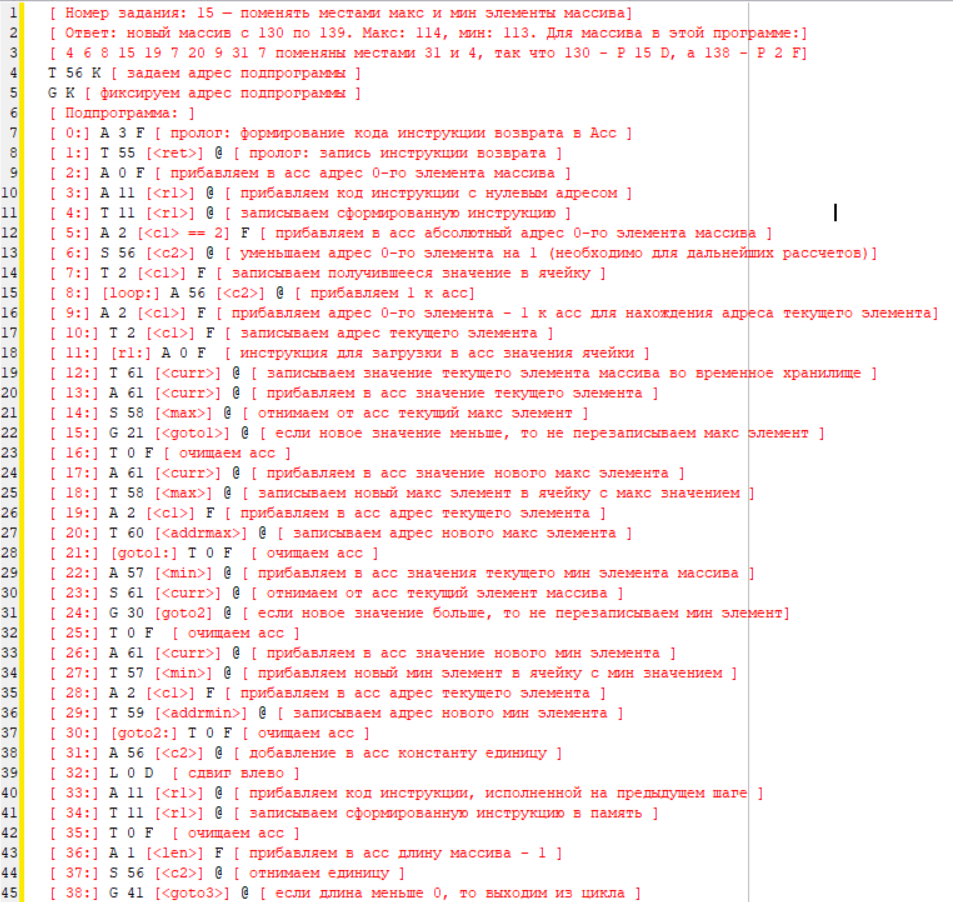 1 [ Номер задания: 15 — поменять местами макс и мин элементы массива]
2 [ Ответ: новый массив с 130 по 139. Макс: 114, мин: 113. Для массива в этой программе:]
3 [ 4 6 8 15 19 7 20 9 31 7 поменяны местами 31 и 4, так что 130 - P 15 D, а 138 - P 2 F]
4 T 56 K [ задаем адрес подпрограммы ]
5 G K [ фиксируем адрес подпрограммы ]
6 [ Подпрограмма: ]
7 [ 0:] A 3 F [ пролог: формирование кода инструкции возврата в Acc ]
8 [ 1:] T 55 [<ret>] @ [ пролог: запись инструкции возврата ]
9 [ 2:] A 0 F [ прибавляем в асс адрес 0-го элемента массива ]
10 [ 3:] A 11 [<r1>] @ [ прибавляем код инструкции с нулевым адресом ]
11 [ 4:] T 11 [<r1>] @ [ записываем сформированную инструкцию ]
12 [ 5:] A 2 [<c1> == 2] F [ прибавляем в асс абсолютный адрес 0-го элемента массива ]
13 [ 6:] S 56 [<c2>] @ [ уменьшаем адрес 0-го элемента на 1 (необходимо для дальнейших рассчетов)]
14 [ 7:] T 2 [<c1>] F [ записываем получившееся значение в ячейку ]
15 [ 8:] [loop:] A 56 [<c2>] @ [ прибавляем 1 к асс]
16 [ 9:] A 2 [<c1>] F [ прибавляем адрес 0-го элемента - 1 к асс для нахождения адреса текущего элемента]
17 [ 10:] T 2 [<c1>] F [ записываем адрес текущего элемента ]
18 [ 11:] [r1:] A 0 F [ инструкция для загрузки в асс значения ячейки ]
19 [ 12:] T 61 [<curr>] @ [ записываем значение текущего элемента массива во временное хранилище ]
20 [ 13:] A 61 [<curr>] @ [ прибавляем в асс значение текущего элемента ]
21 [ 14:] S 58 [<max>] @ [ отнимаем от асс текущий макс элемент ]
22 [ 15:] G 21 [<goto1>] @ [ если новое значение меньше, то не перезаписываем макс элемент ]
23 [ 16:] T 0 F [ очищаем асс ]
24 [ 17:] A 61 [<curr>] @ [ прибавляем в асс значение нового макс элемента ]
25 [ 18:] T 58 [<max>] @ [ записываем новый макс элемент в ячейку с макс значением ]
26 [ 19:] A 2 [<c1>] F [ прибавляем в асс адрес текущего элемента ]
27 [ 20:] T 60 [<addrmax>] @ [ записываем адрес нового макс элемента ]
28 [ 21:] [goto1:] T 0 F [ очищаем асс ]
29 [ 22:] A 57 [<min>] @ [ прибавляем в асс значения текущего мин элемента массива ]
30 [ 23:] S 61 [<curr>] @ [ отнимаем от асс текущий элемент массива ]
31 [ 24:] G 30 [goto2] @ [ если новое значение больше, то не перезаписываем мин элемент]
32 [ 25:] T 0 F [ очищаем асс ]
33 [ 26:] A 61 [<curr>] @ [ прибавляем в асс значение нового мин элемента ]
34 [ 27:] T 57 [<min>] @ [ прибавляем новый мин элемент в ячейку с мин значением ]
35 [ 28:] A 2 [<c1>] F [ прибавляем в асс адрес текущего элемента ]
36 [ 29:] T 59 [<addrmin>] @ [ записываем адрес нового мин элемента ]
37 [ 30:] [goto2:] T 0 F [ очищаем асс ]
38 [ 31:] A 56 [<c2>] @ [ добавление в асс константу единицу ]
39 [ 32:] L 0 D [ сдвиг влево ]
40 [ 33:] A 11 [<r1>] @ [ прибавляем код инструкции, исполненной на предыдущем шаге ]
41 [ 34:] T 11 [<r1>] @ [ записываем сформированную инструкцию в память ]
42 [ 35:] T 0 F [ очищаем асс ]
43 [ 36:] A 1 [<len>] F [ прибавляем в асс длину массива - 1 ]
44 [ 37:] S 56 [<c2>] @ [ отнимаем единицу ]
45 [ 38:] G 41 [<goto3>] @ [ если длина меньше 0, то выходим из цикла ]